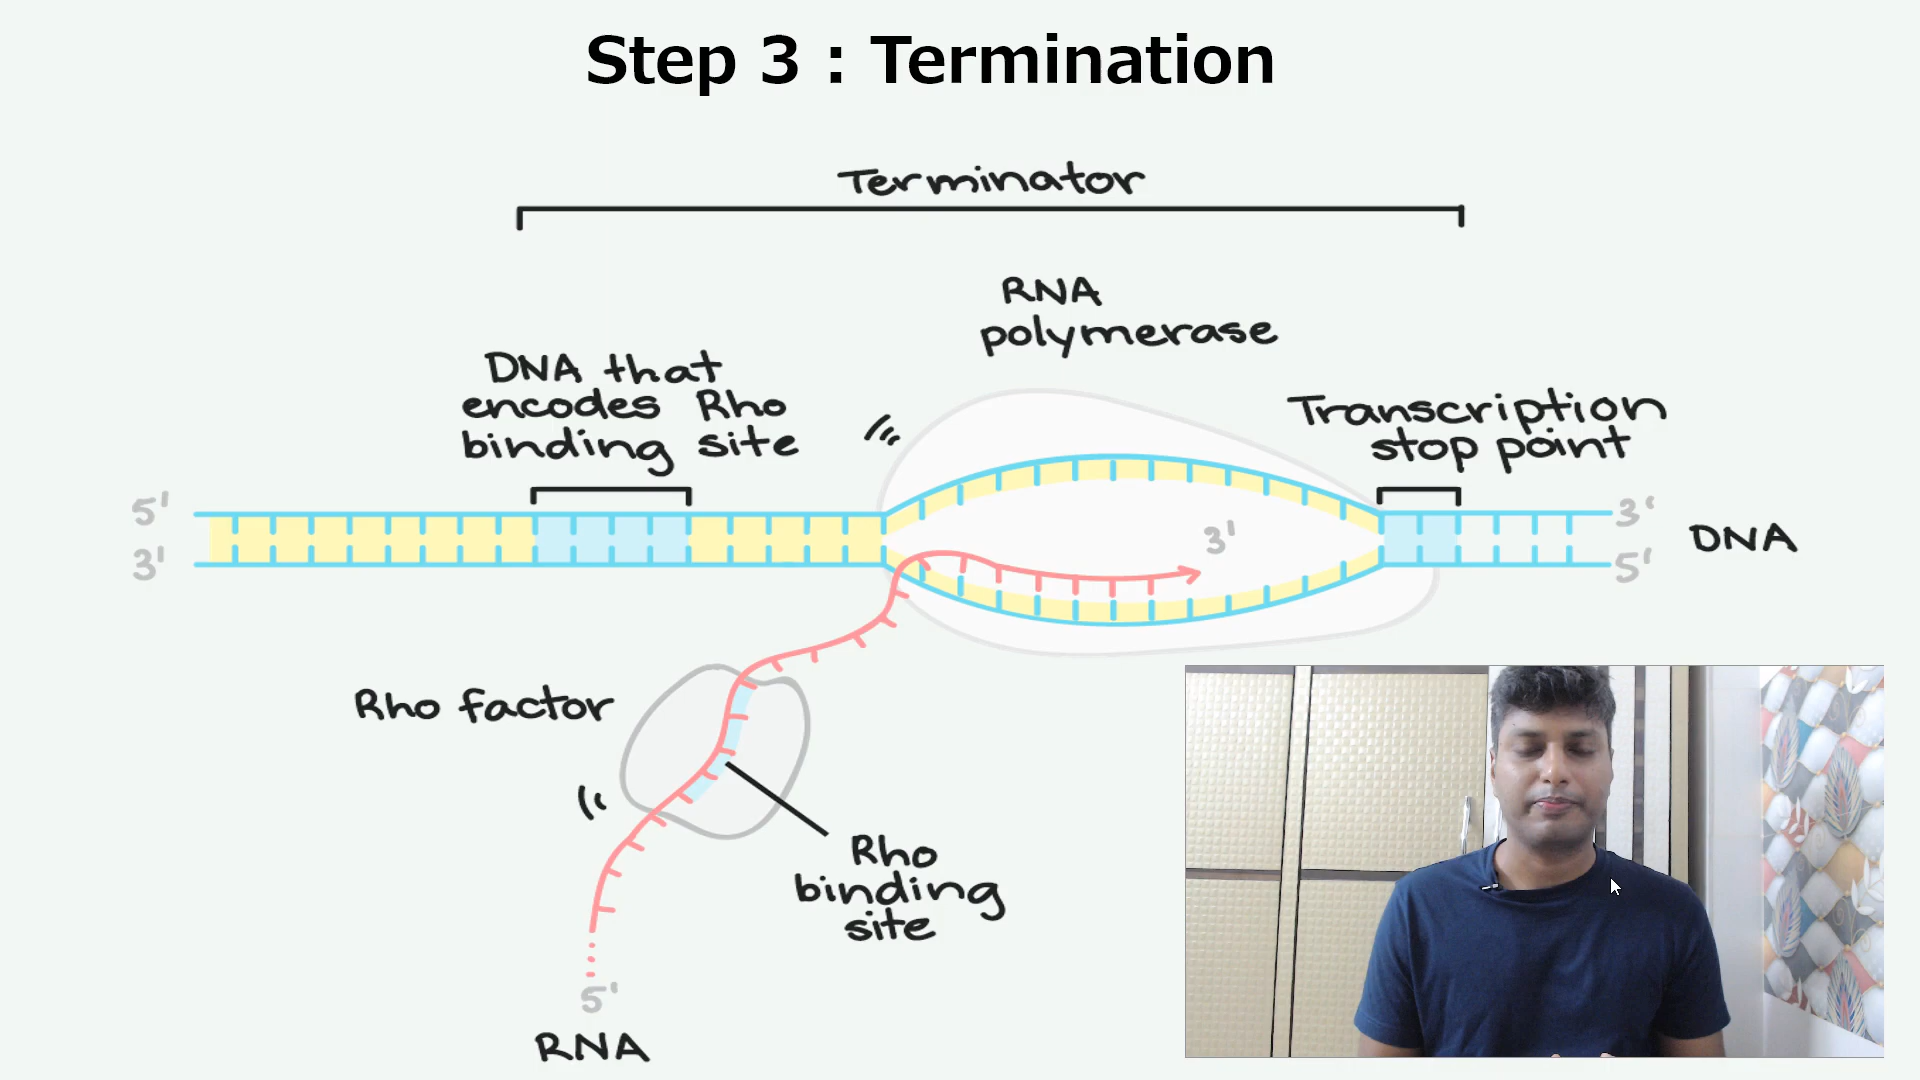 Step 3 : Termination
Terminator
RNA
polymerase
DNA that
encodes Rho
binding site
Transcription
stop point
5'
3'
3'
3'
5'
DNA
Rho factor
Rho
binding
site
5'
RNA